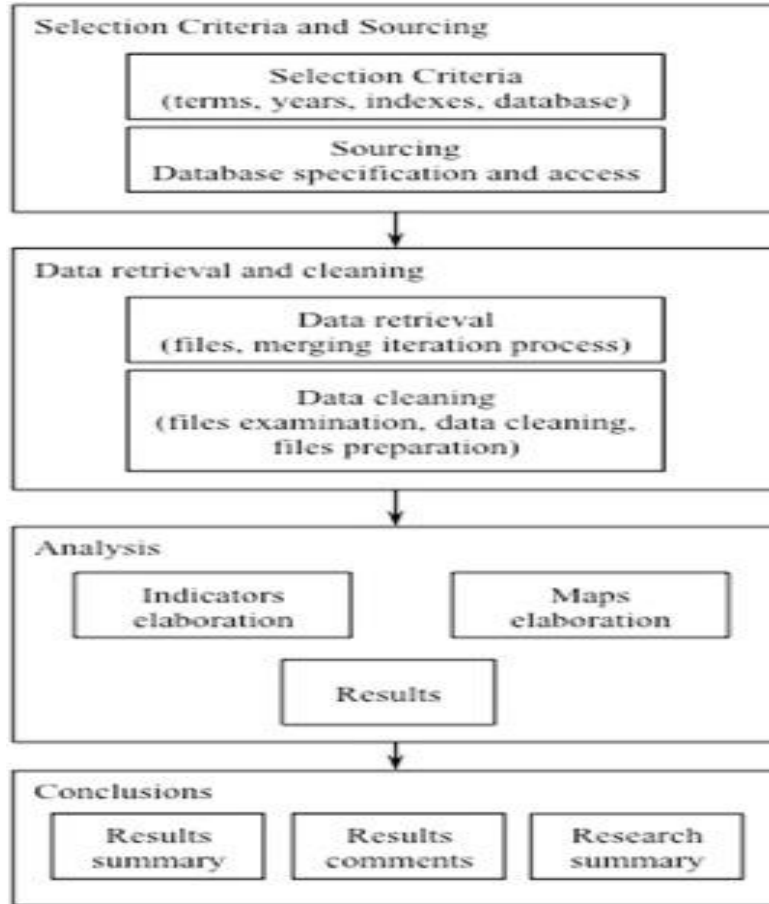 Selection Criteria and Sourcing
Selection Criteria
(terms, years, indexes, database)
Sourcing
Database specification and access
Data retrieval and cleaning
Data retrieval
(files, merging iteration process)
Data cleaning
(files examination, data cleaning,
files preparation)
Analysis
Indicators
elaboration
Maps
elaboration
Results
Conclusions
Results
summary
Results
comments
Research
summary